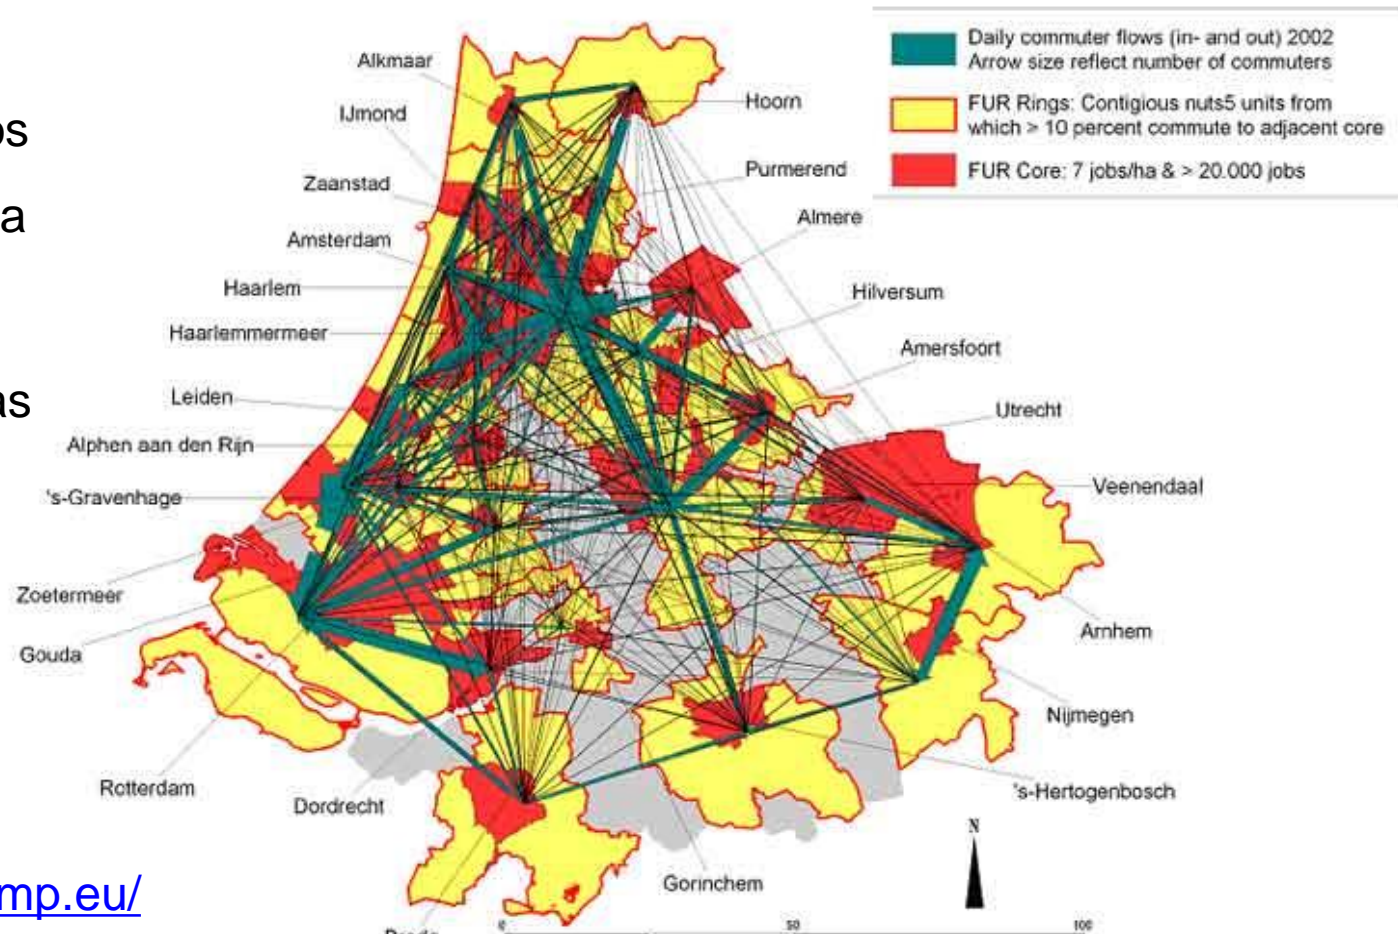 os
a
as
mp.eu/
Daily commuter flows (in- and out) 2002
Arrow size reflect number of commuters
FUR Rings: Contigious nuts5 units from
which > 10 percent commute to adjacent core
FUR Core: 7 jobs/ha & > 20.000 jobs
Alkmaar
Hoorn
IJmond
Purmerend
Zaanstad
Almere
Amsterdam
Haarlem
Hilversum
Haarlemmermeer
Amersfoort
Leiden
Utrecht
Alphen aan den Rijn
's-Gravenhage
Veenendaal
Zoetermeer
Arnhem
Gouda
Nijmegen
Rotterdam
's-Hertogenbosch
Dordrecht
N
Gorinchem
0 50 100